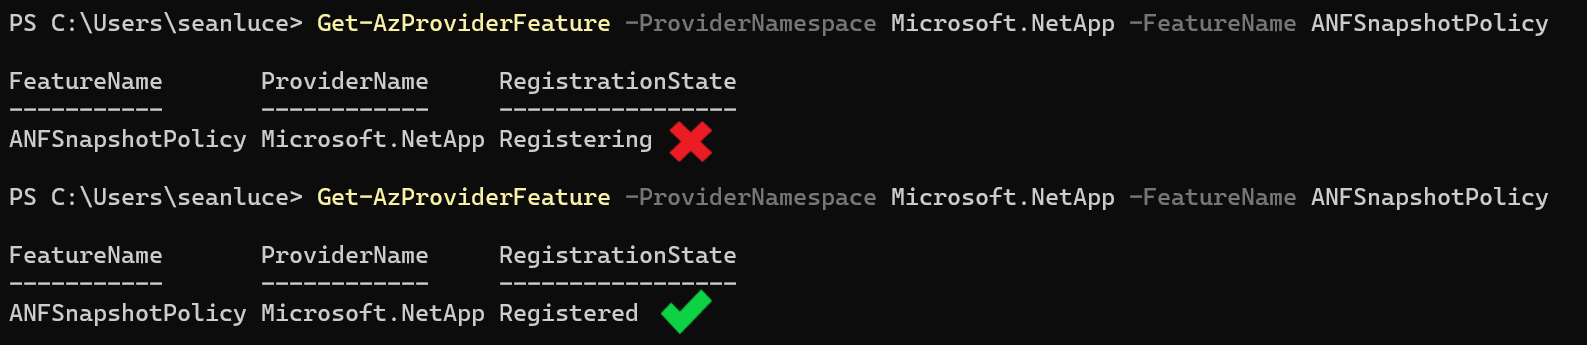 PS C:\Users\seanluce> Get-AzProviderFeature -ProviderNamespace Microsoft.NetApp -FeatureName ANFSnapshotPolicy
FeatureName       ProviderName     RegistrationState
-----------       ------------     -----------------
ANFSnapshotPolicy Microsoft.NetApp Registering
PS C:\Users\seanluce> Get-AzProviderFeature -ProviderNamespace Microsoft.NetApp -FeatureName ANFSnapshotPolicy
FeatureName       ProviderName     RegistrationState
-----------       ------------     -----------------
ANFSnapshotPolicy Microsoft.NetApp Registered